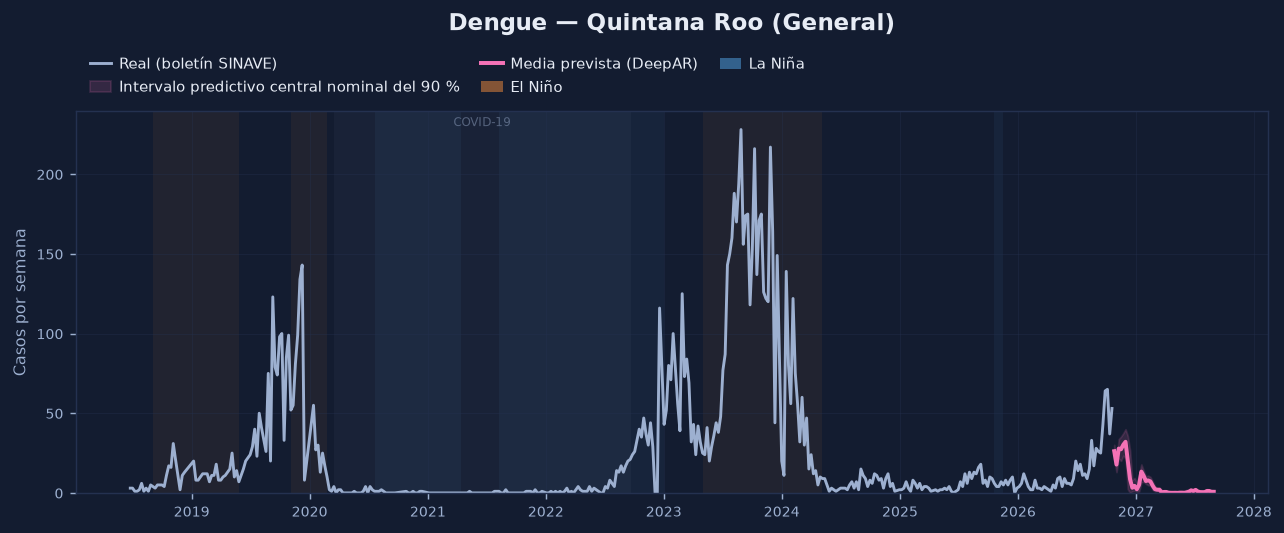 Dengue — Quintana Roo (General)
Real (boletín SINAVE)
Media prevista (DeepAR)
La Niña
Intervalo predictivo central nominal del 90 %
El Niño
COVID-19
Casos por semana
200
150
100
50
0
2019 2020 2021 2022 2023 2024 2025 2026 2027 2028